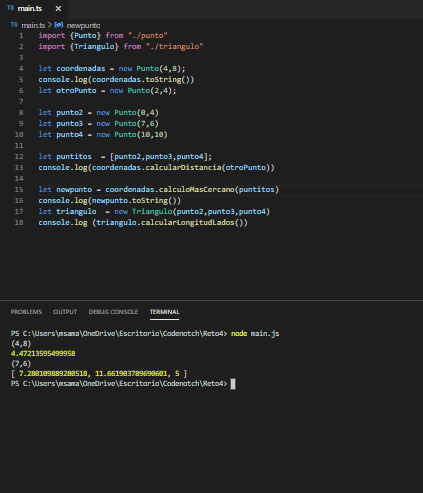 main.ts
main.ts > newpunto
1 import {Punto} from "./punto"
2 import {Triangulo} from "./triangulo"
3
4 let coordenadas = new Punto(4,8);
5 console.log(coordenadas.toString())
6 let otroPunto = new Punto(2,4);
7
8 let punto2 = new Punto(0,4)
9 let punto3 = new Punto(7,6)
10 let punto4 = new Punto(10,10)
11
12 let puntitos = [punto2,punto3,punto4];
13 console.log(coordenadas.calcularDistancia(otroPunto))
14
15 let newpunto = coordenadas.calculoMasCercano(puntitos)
16 console.log(newpunto.toString())
17 let triangulo = new Triangulo(punto2,punto3,punto4)
18 console.log (triangulo.calcularLongitudLados())
PROBLEMS OUTPUT DEBUG CONSOLE TERMINAL
PS C:\Users\msama\OneDrive\Escritorio\Codenotch\Reto4> node main.js
(4,8)
4.47213595499958
(7,6)
[ 7.280109889280518, 11.661903789690601, 5 ]
PS C:\Users\msama\OneDrive\Escritorio\Codenotch\Reto4>